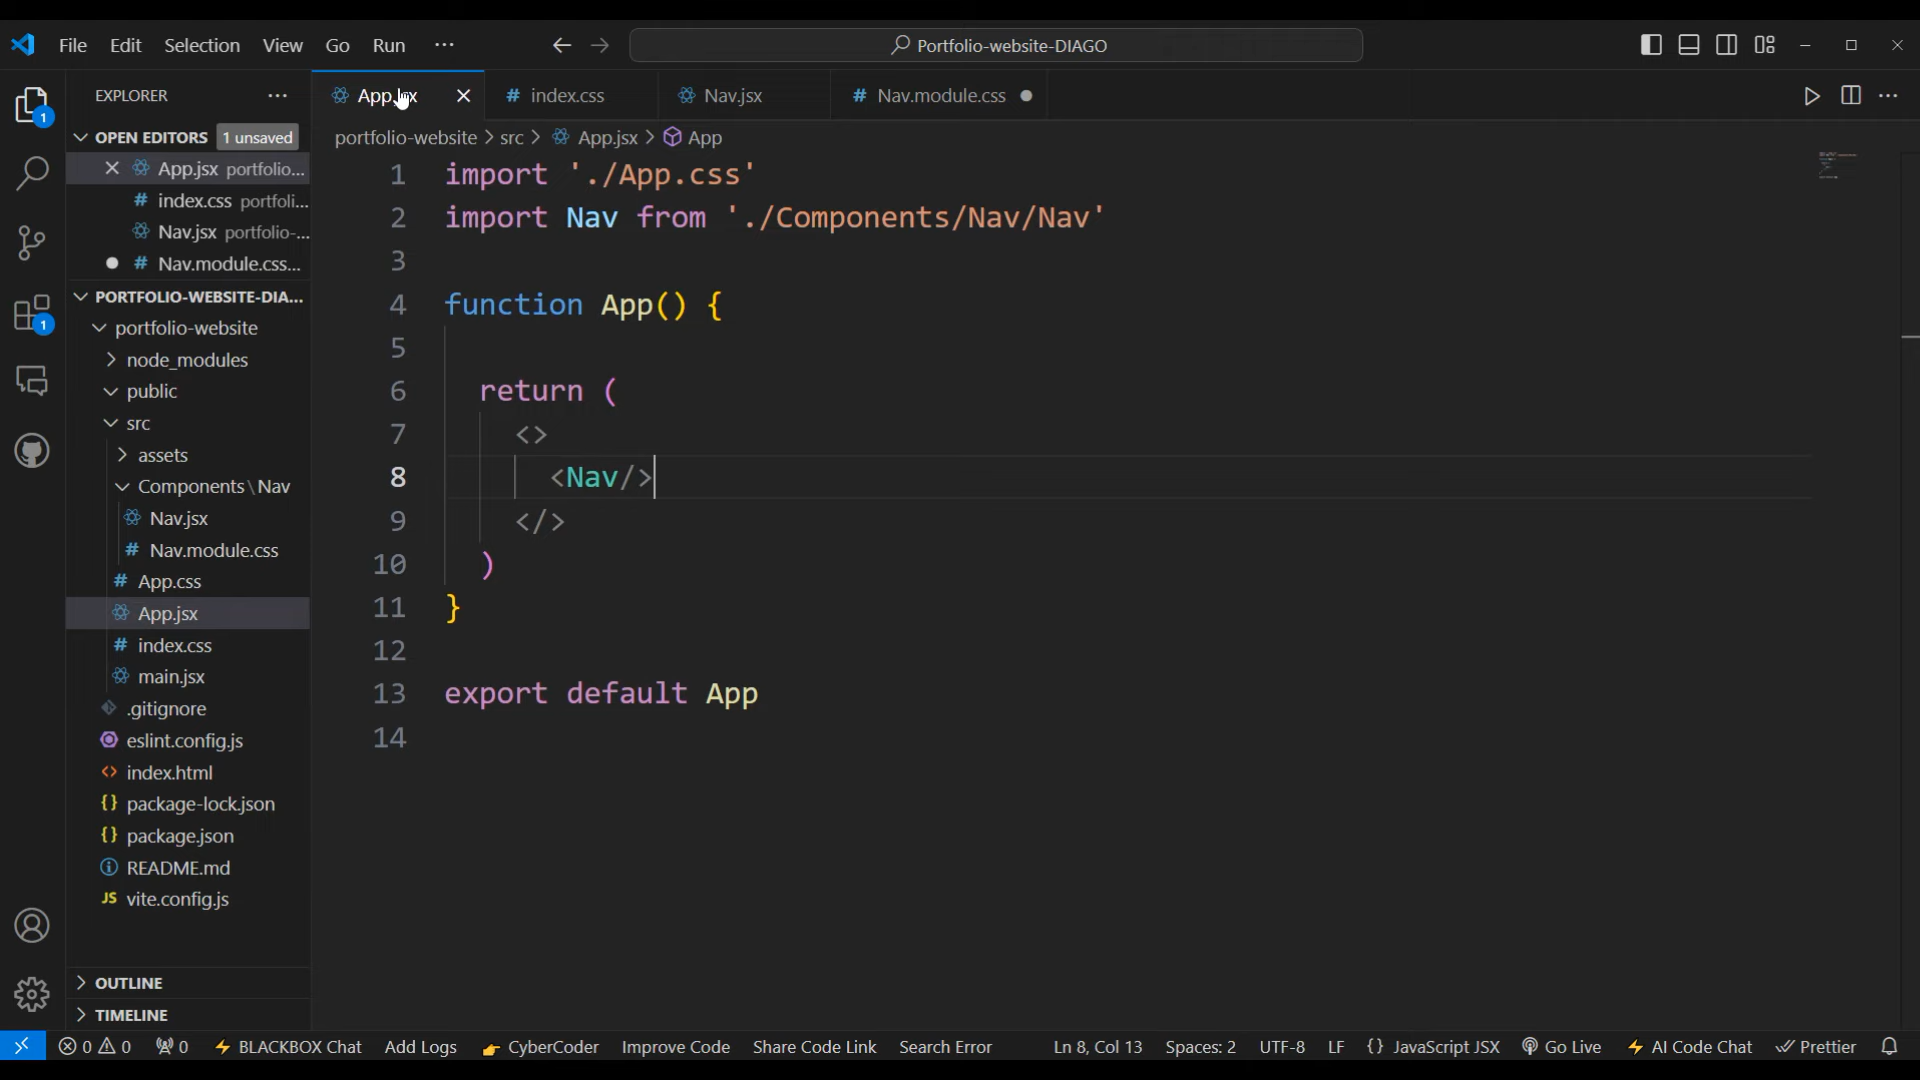 File Edit Selection View Go Run ··· Portfolio-website-DIAGO
EXPLORER ···
OPEN EDITORS 1 unsaved
App.jsx portfolio...
index.css portfoli...
Nav.jsx portfolio-...
Nav.module.css...
PORTFOLIO-WEBSITE-DIA...
portfolio-website
node_modules
public
src
assets
Components\Nav
Nav.jsx
Nav.module.css
App.css
App.jsx
index.css
main.jsx
.gitignore
eslint.config.js
index.html
package-lock.json
package.json
README.md
JS vite.config.js
OUTLINE
TIMELINE
1
1
App.jsx index.css Nav.jsx Nav.module.css
portfolio-website > src > App.jsx > App
1 import './App.css'
2 import Nav from './Components/Nav/Nav'
3
4 function App() {
5
6 return (
7 <>
8 <Nav/>
9 </>
10 )
11 }
12
13 export default App
14
0 0 0 BLACKBOX Chat Add Logs CyberCoder Improve Code Share Code Link Search Error Ln 8, Col 13 Spaces: 2 UTF-8 LF {} JavaScript JSX Go Live AI Code Chat Prettier